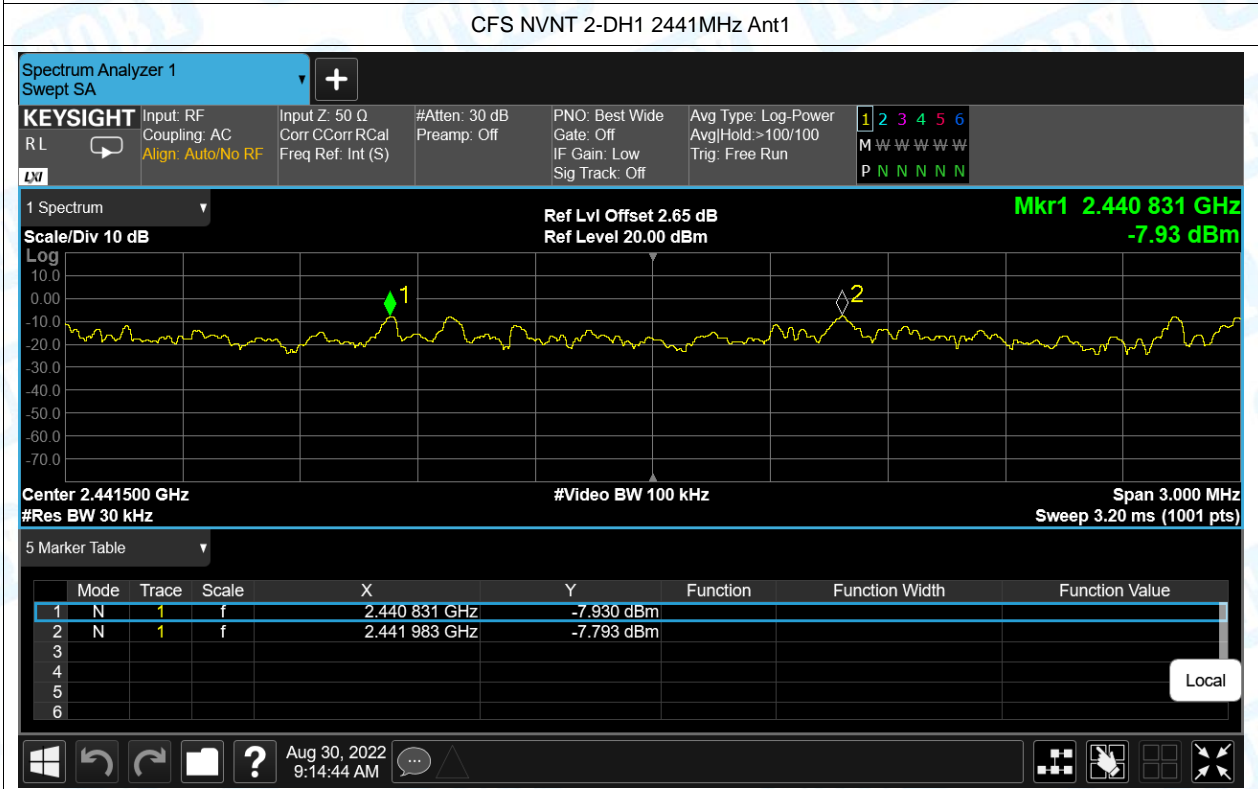 CFS NVNT 2-DH1 2441MHz Ant1
Spectrum Analyzer 1
Swept SA
+
KEYSIGHT
RL
LXI
Input: RF
Coupling: AC
Align: Auto/No RF
Input Z: 50 Ω
Corr CCorr RCal
Freq Ref: Int (S)
#Atten: 30 dB
Preamp: Off
PNO: Best Wide
Gate: Off
IF Gain: Low
Sig Track: Off
Avg Type: Log-Power
Avg|Hold:>100/100
Trig: Free Run
1 2 3 4 5 6
M W W W W W
P N N N N N
1 Spectrum
Scale/Div 10 dB
Ref Lvl Offset 2.65 dB
Ref Level 20.00 dBm
Mkr1 2.440 831 GHz
-7.93 dBm
Log
10.0
0.00
-10.0
-20.0
-30.0
-40.0
-50.0
-60.0
-70.0
1
2
Center 2.441500 GHz
#Video BW 100 kHz
Span 3.000 MHz
#Res BW 30 kHz
Sweep 3.20 ms (1001 pts)
5 Marker Table
Mode Trace Scale X Y Function Function Width Function Value
1 N 1 f 2.440 831 GHz -7.930 dBm
2 N 1 f 2.441 983 GHz -7.793 dBm
3
4
5
6
Local
?
Aug 30, 2022
9:14:44 AM